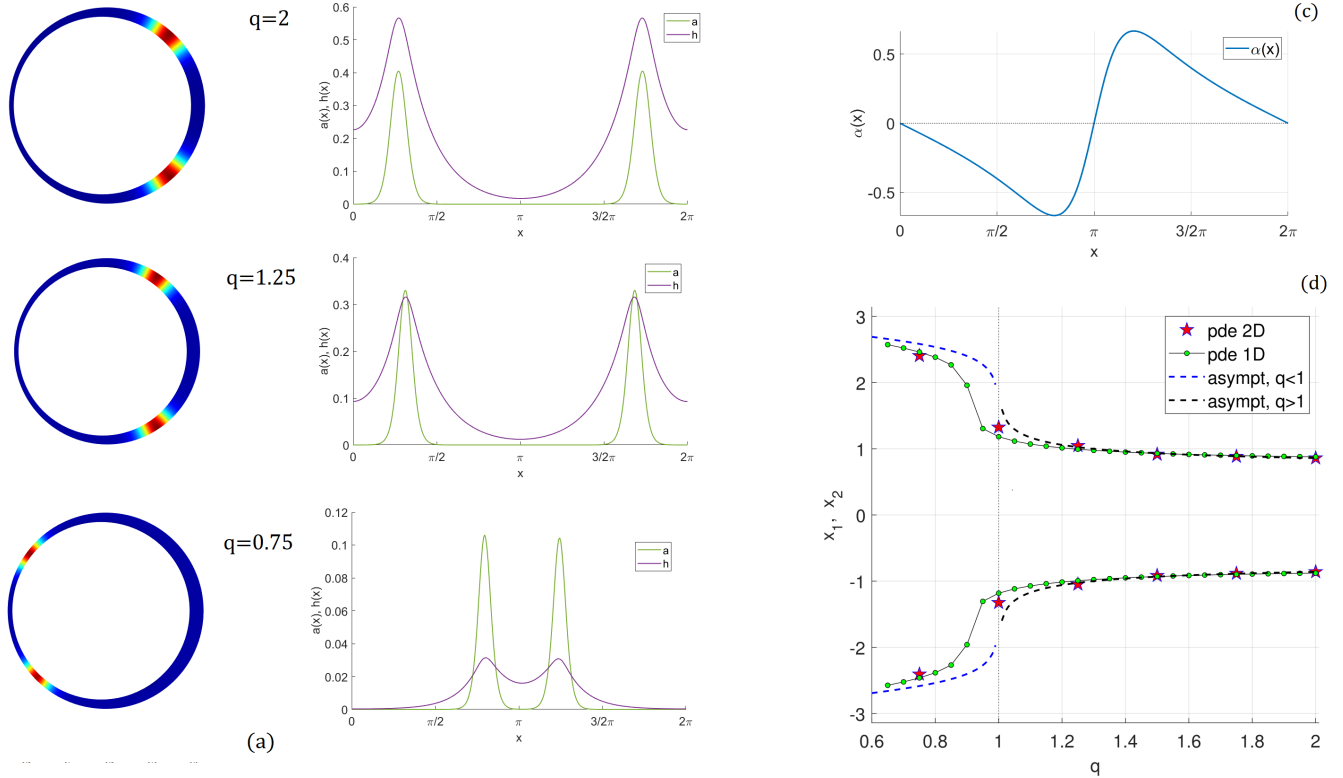 q=2
0.6
0.5
0.4
0.3
0.2
0.1
0
a(x), h(x)
a
h
0
π/2
π
3/2π
2π
x
q=1.25
0.4
0.3
0.2
0.1
0
a(x), h(x)
a
h
0
π/2
π
3/2π
2π
x
q=0.75
0.12
0.1
0.08
0.06
0.04
0.02
0
a(x), h(x)
a
h
0
π/2
π
3/2π
2π
x
(a)
(c)
α(x)
0.5
0
-0.5
α(x)
0
π/2
π
3/2π
2π
x
(d)
pde 2D
pde 1D
asympt, q<1
asympt, q>1
3
2
1
0
-1
-2
-3
x₁, x₂
0.6
0.8
1
1.2
1.4
1.6
1.8
2
q